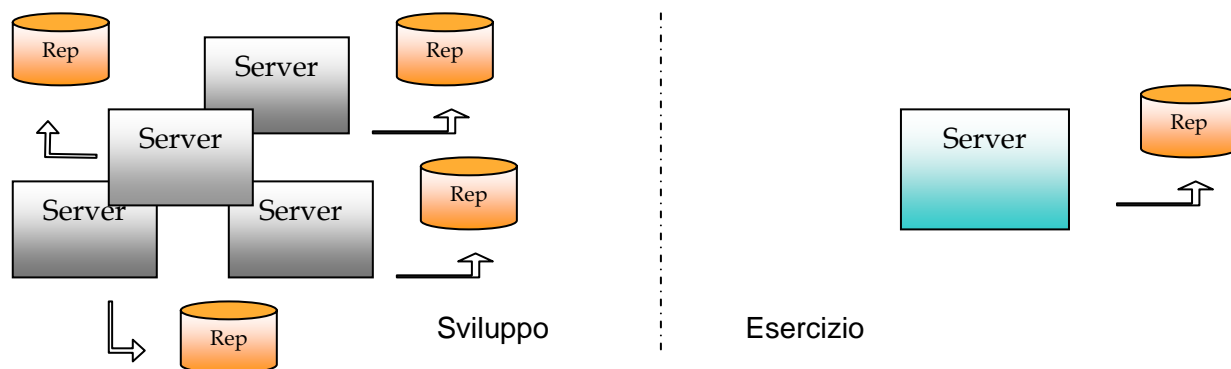 Rep
Server
Rep
Server
Rep
Server
Server
Rep
Rep
Server
Rep
Sviluppo
Esercizio